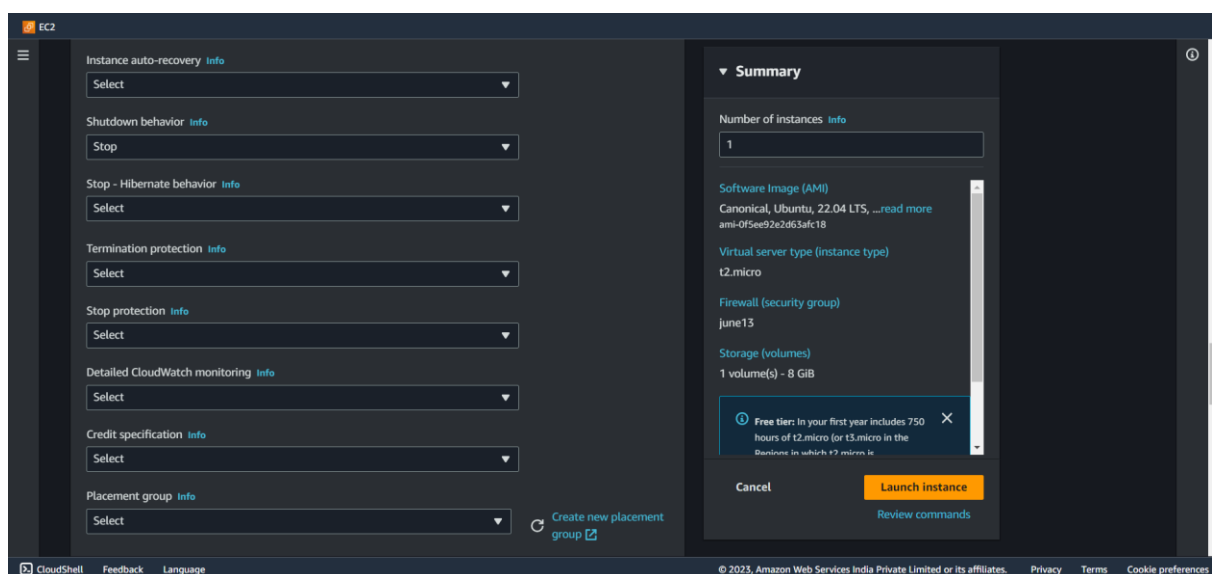 EC2
Instance auto-recovery Info
Select
Shutdown behavior Info
Stop
Stop - Hibernate behavior Info
Select
Termination protection Info
Select
Stop protection Info
Select
Detailed CloudWatch monitoring Info
Select
Credit specification Info
Select
Placement group Info
Select
Create new placement
group
Summary
Number of instances Info
1
Software Image (AMI)
Canonical, Ubuntu, 22.04 LTS, ...read more
ami-0f5ee92e2d63afc18
Virtual server type (instance type)
t2.micro
Firewall (security group)
june13
Storage (volumes)
1 volume(s) - 8 GiB
Free tier: In your first year includes 750
hours of t2.micro (or t3.micro in the
Regions in which t2.micro is
Cancel
Launch instance
Review commands
CloudShell Feedback Language
© 2023, Amazon Web Services India Private Limited or its affiliates. Privacy Terms Cookie preferences